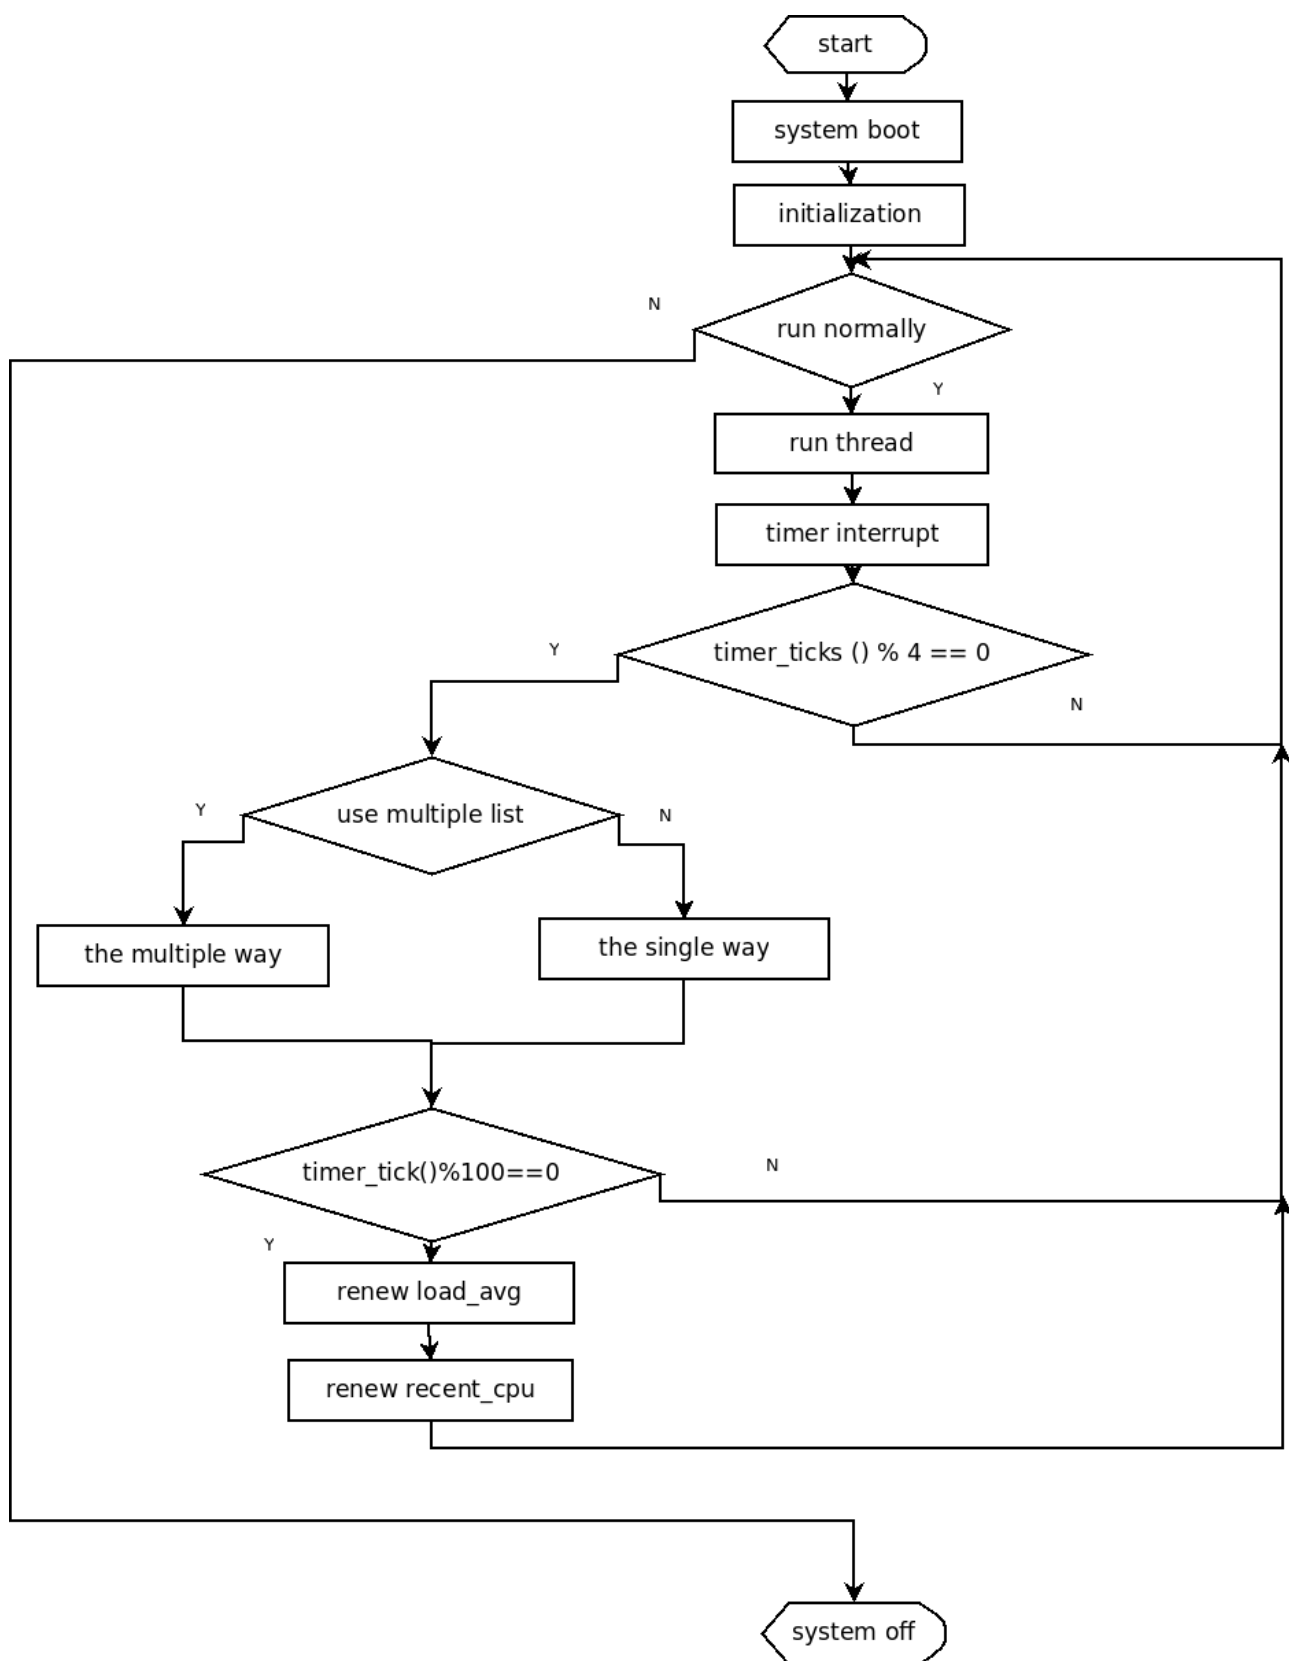 start
system boot
initialization
N
run normally
Y
run thread
timer interrupt
Y
timer_ticks () % 4 == 0
N
Y
use multiple list
N
the multiple way
the single way
timer_tick()%100==0
N
Y
renew load_avg
renew recent_cpu
system off